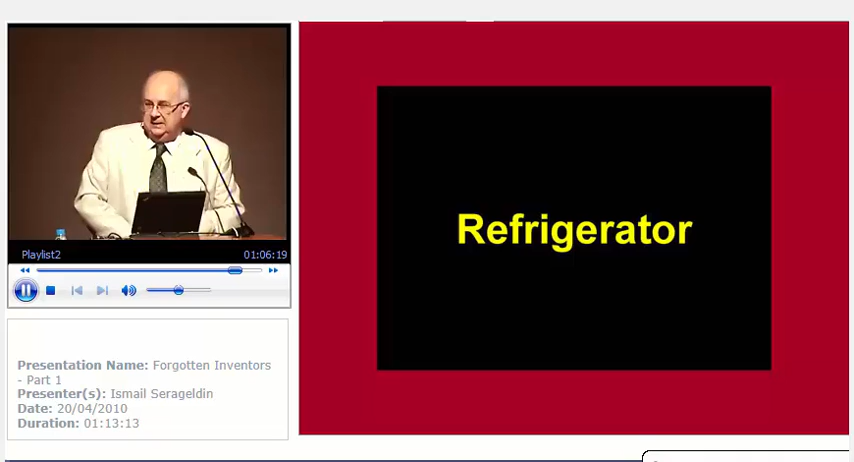 Refrigerator
Playlist2
01:06:19
Presentation Name: Forgotten Inventors
- Part 1
Presenter(s): Ismail Serageldin
Date: 20/04/2010
Duration: 01:13:13